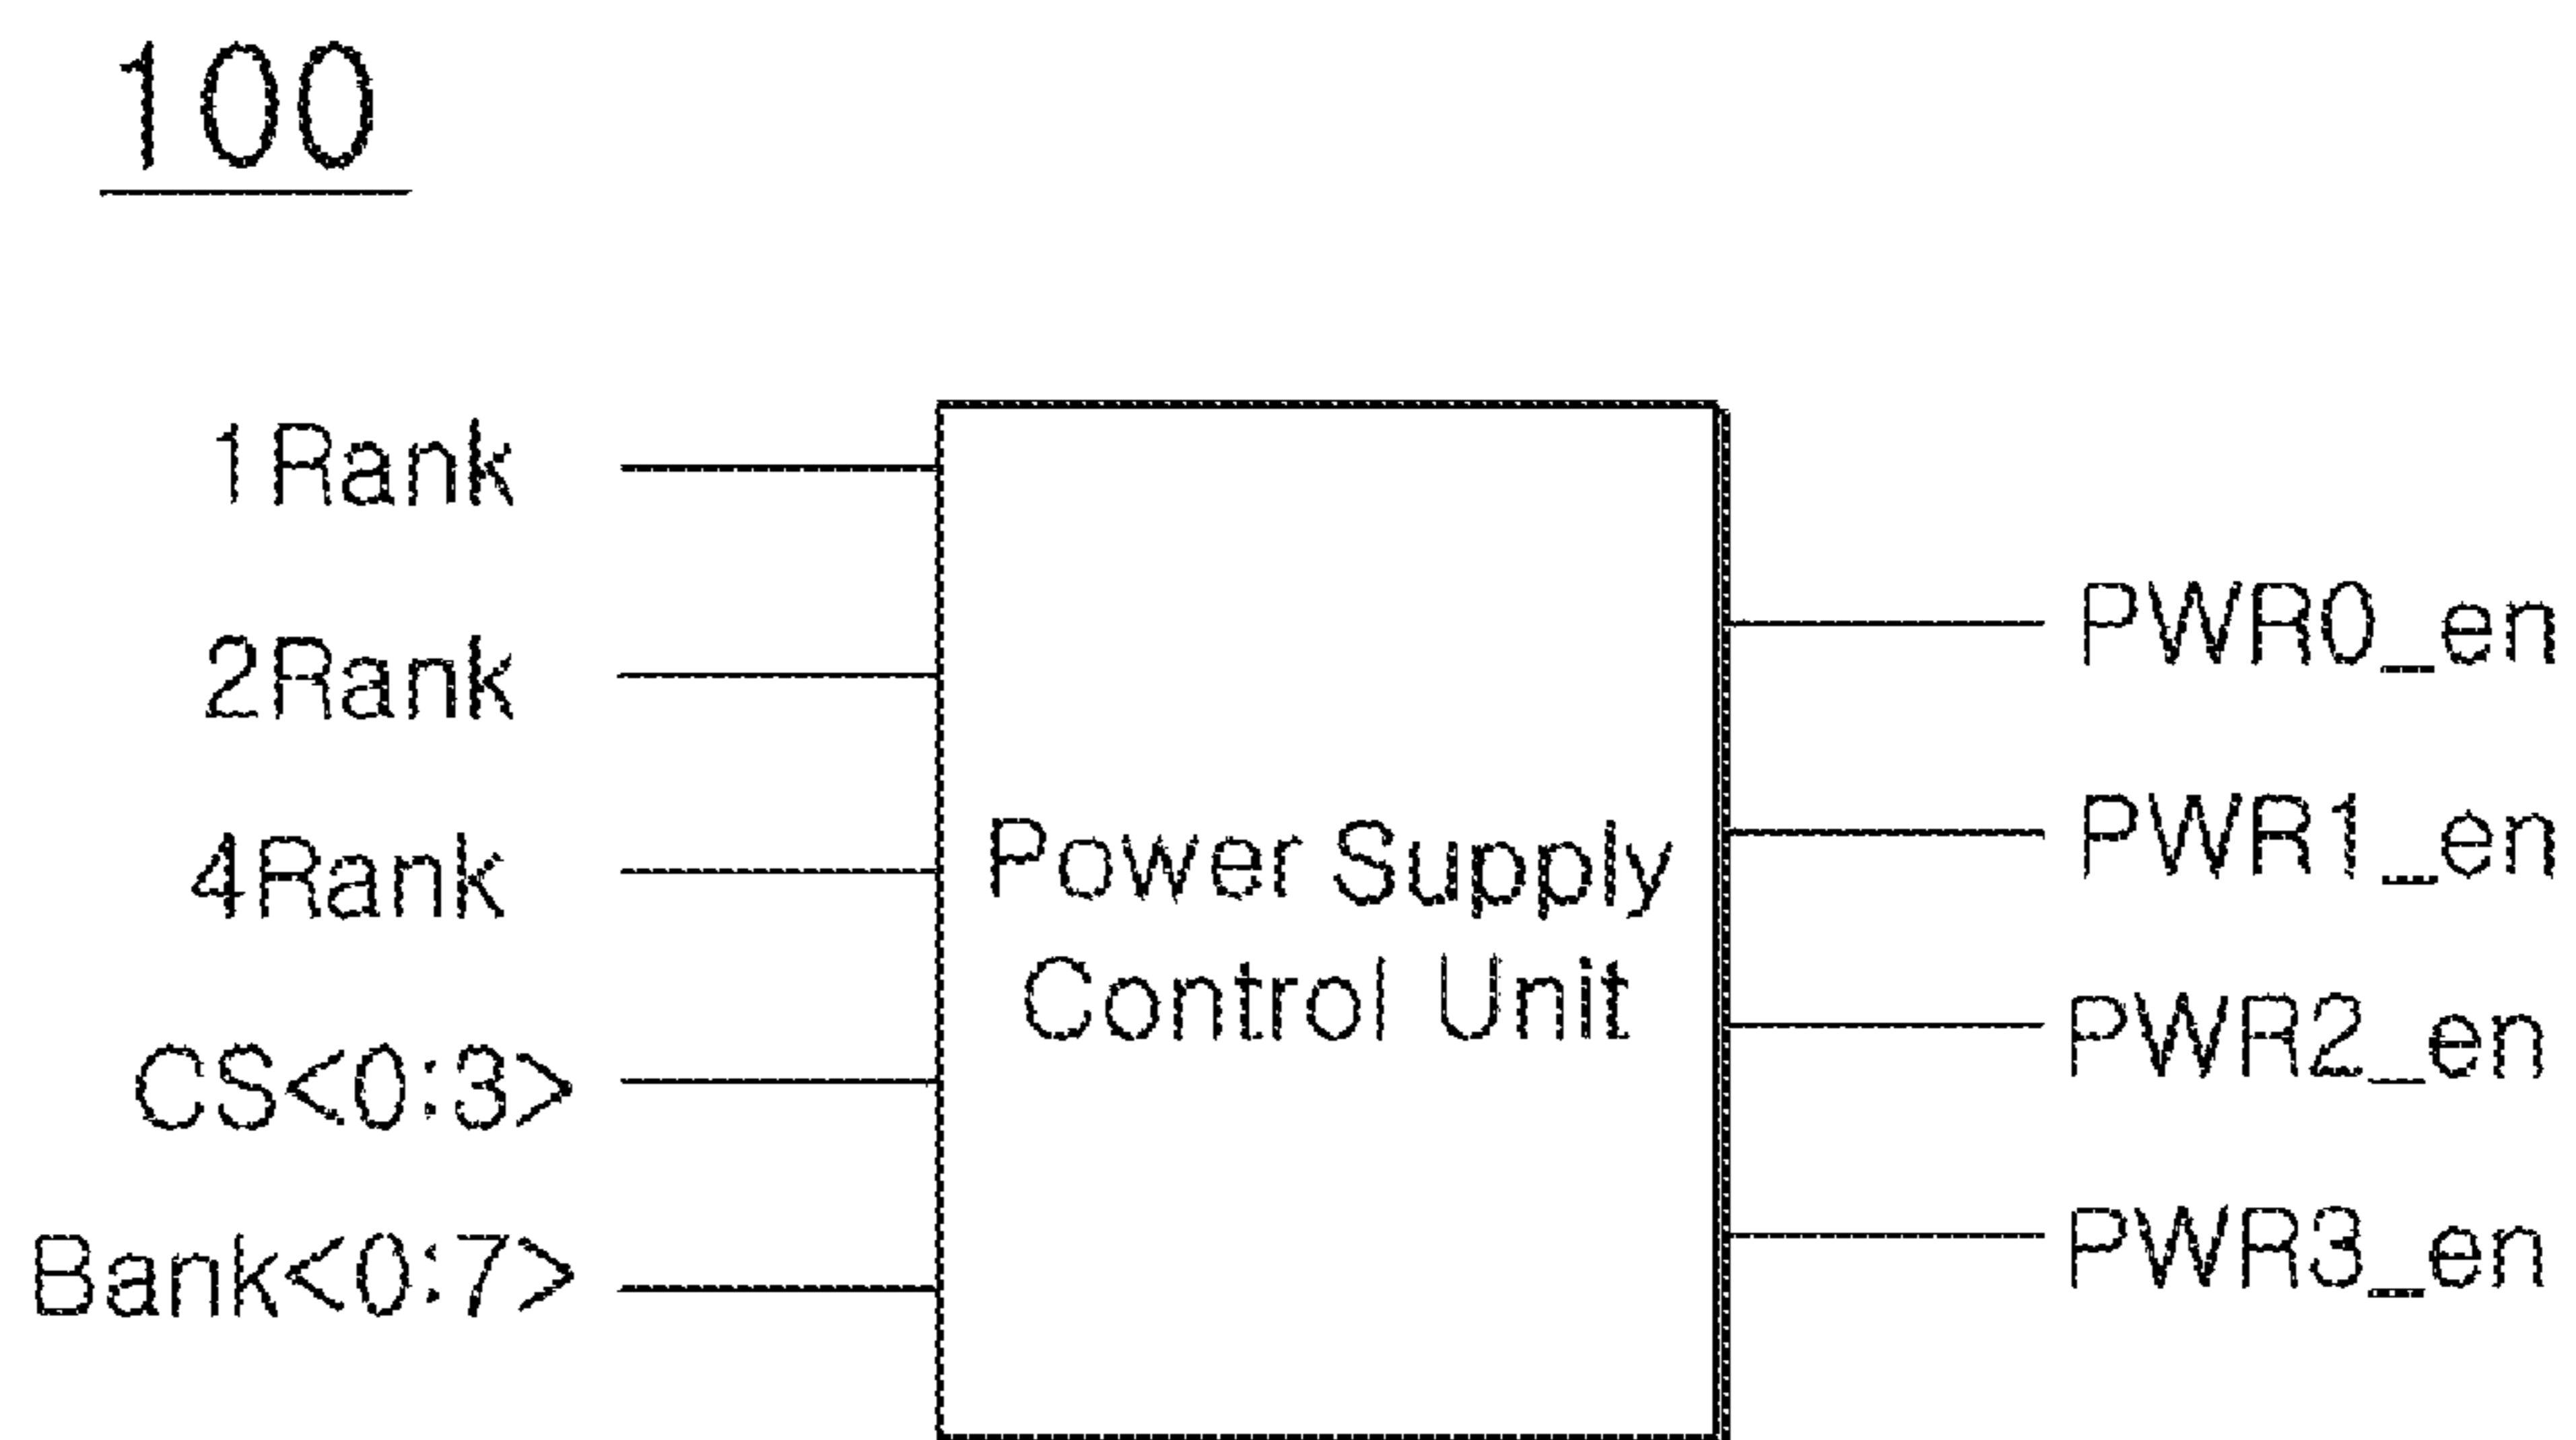 100
1Rank
2Rank
4Rank
CS<0:3>
Bank<0:7>
Power Supply
Control Unit
PWR0_en
PWR1_en
PWR2_en
PWR3_en